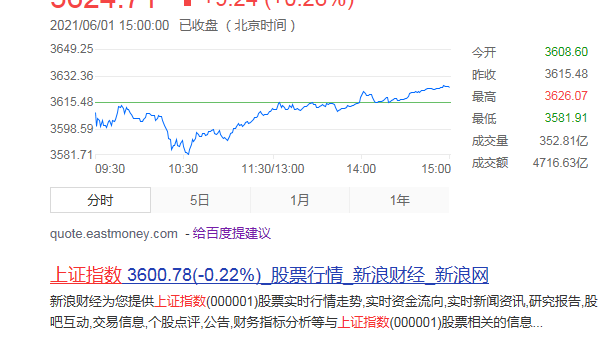 3624.71 +9.24 (+0.26%)
2021/06/01 15:00:00 已收盘 （北京时间）
3649.25
3632.36
3615.48
3598.59
3581.71
09:30 10:30 11:30/13:00 14:00 15:00
今开 3608.60
昨收 3615.48
最高 3626.07
最低 3581.91
成交量 352.81亿
成交额 4716.63亿
分时 5日 1月 1年
quote.eastmoney.com - 给百度提建议
上证指数 3600.78(-0.22%)_股票行情_新浪财经_新浪网
新浪财经为您提供上证指数(000001)股票实时行情走势,实时资金流向,实时新闻资讯,研究报告,股
吧互动,交易信息,个股点评,公告,财务指标分析等与上证指数(000001)股票相关的信息...